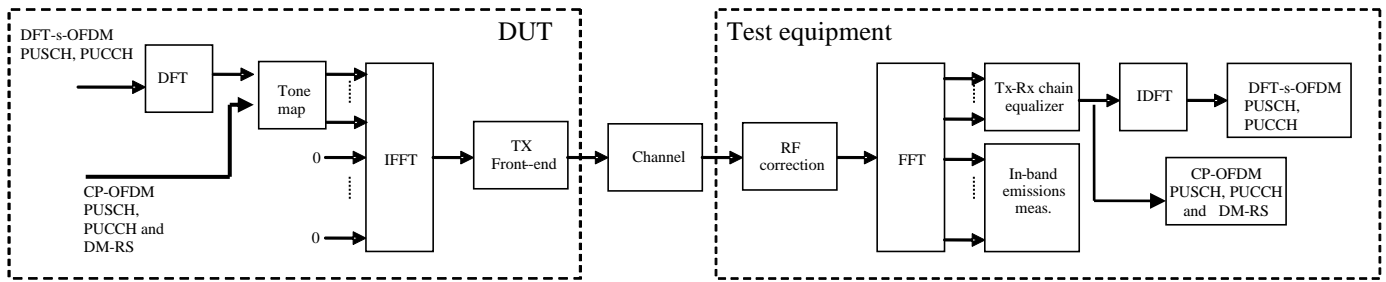 DUT
DFT-s-OFDM
PUSCH, PUCCH
DFT
Tone
map
0
0
CP-OFDM
PUSCH,
PUCCH and
DM-RS
IFFT
TX
Front-end
Channel
Test equipment
RF
correction
FFT
Tx-Rx chain
equalizer
In-band
emissions
meas.
IDFT
DFT-s-OFDM
PUSCH,
PUCCH
CP-OFDM
PUSCH, PUCCH
and DM-RS